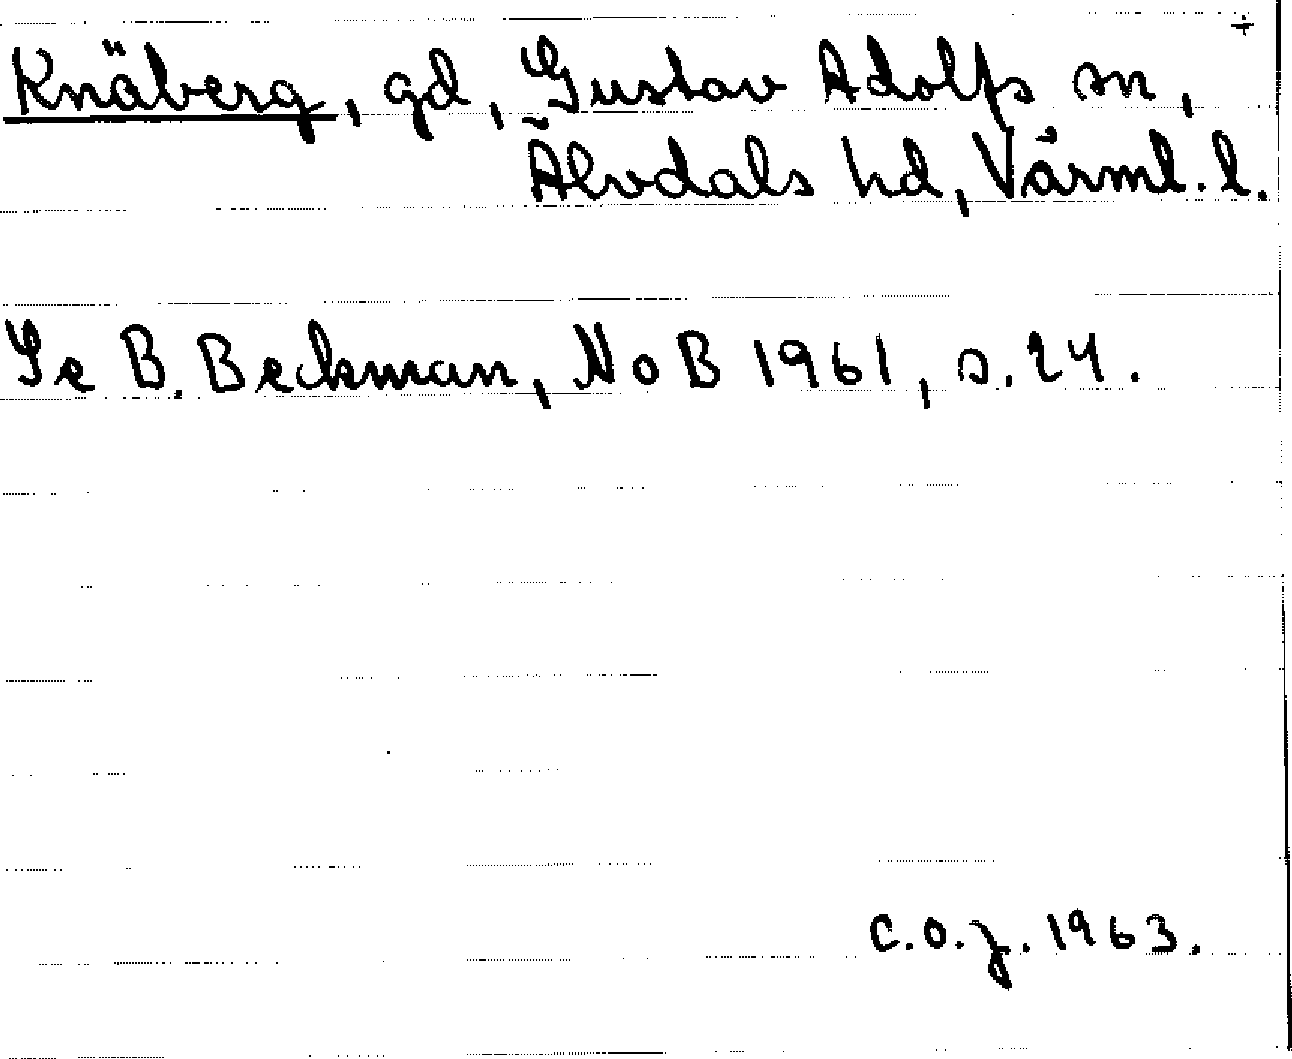 +
Knäberg, gd, Gustav Adolfs sn,
Älvdals hd, Värml. l.
Se B. Beckman, NoB 1961, s. 24.
C.O.J. 1963.